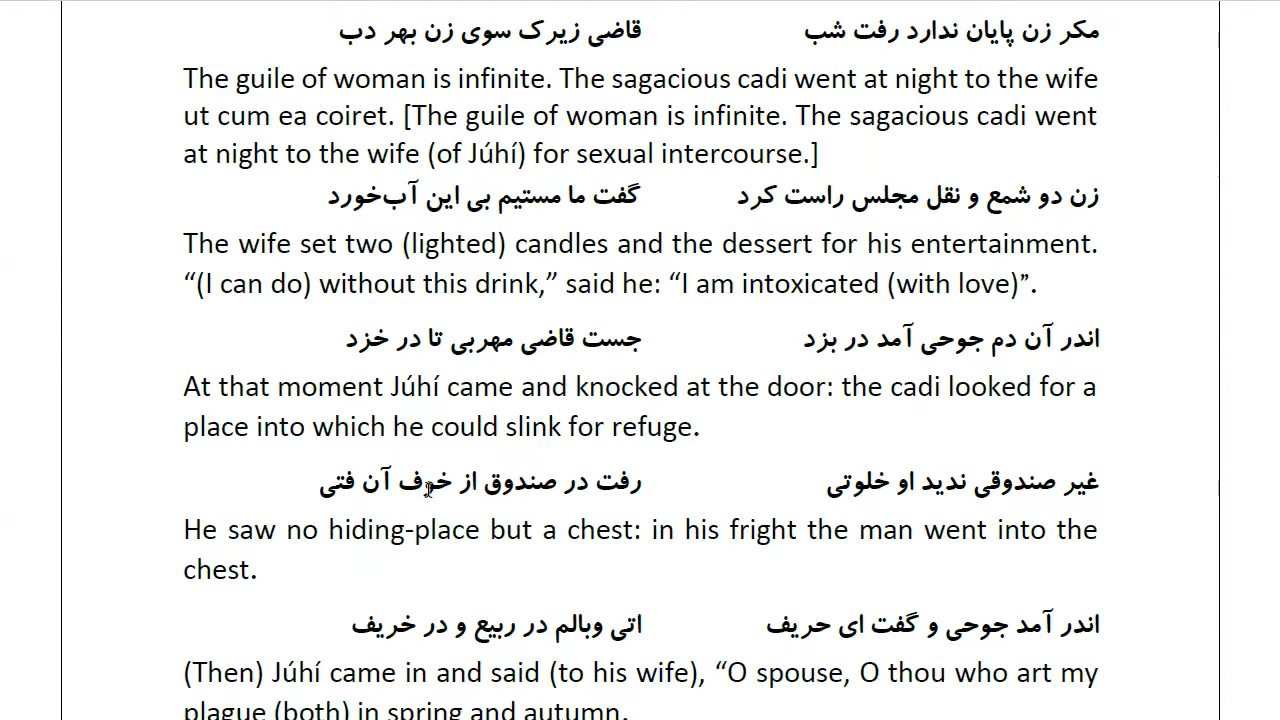 مکر زن پایان ندارد رفت شب قاضی زیرک سوی زن بهر دب
The guile of woman is infinite. The sagacious cadi went at night to the wife
ut cum ea coiret. [The guile of woman is infinite. The sagacious cadi went
at night to the wife (of Júhí) for sexual intercourse.]
زن دو شمع و نقل مجلس راست کرد گفت ما مستیم بی این آب‌خورد
The wife set two (lighted) candles and the dessert for his entertainment.
“(I can do) without this drink,” said he: “I am intoxicated (with love)”.
اندر آن دم جوحی آمد در بزد جست قاضی مهربی تا در خزد
At that moment Júhí came and knocked at the door: the cadi looked for a
place into which he could slink for refuge.
غیر صندوقی ندید او خلوتی رفت در صندوق از خوف آن فتی
He saw no hiding-place but a chest: in his fright the man went into the
chest.
اندر آمد جوحی و گفت ای حریف اتی وبالم در ربیع و در خریف
(Then) Júhí came in and said (to his wife), “O spouse, O thou who art my
plague (both) in spring and autumn,